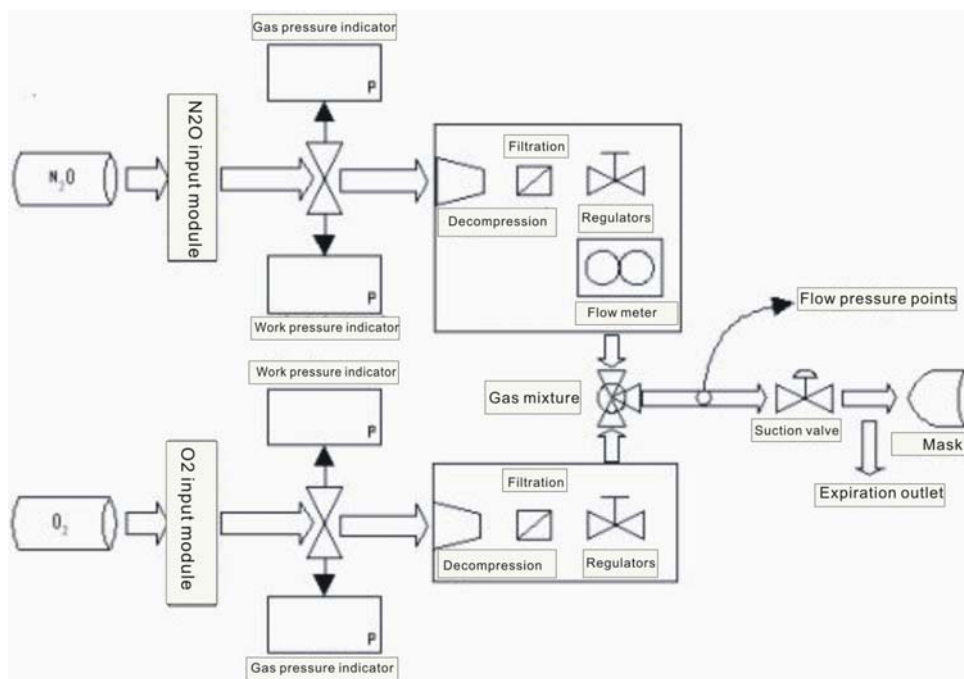 Gas pressure indicator
P
N2O input module
N2O
Filtration
Decompression
Regulators
P
Work pressure indicator
Flow meter
Flow pressure points
Work pressure indicator
P
Gas mixture
Suction valve
Mask
O2 input module
O2
Filtration
Expiration outlet
Decompression
Regulators
P
Gas pressure indicator